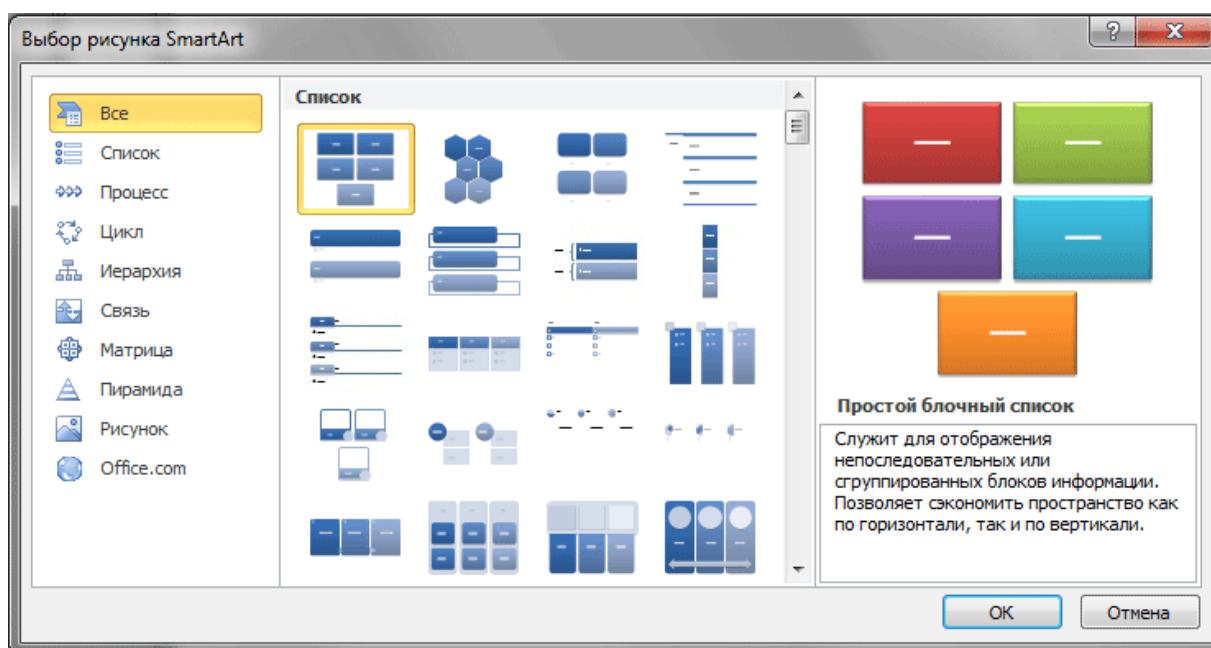 Выбор рисунка SmartArt
Все
Список
Процесс
Цикл
Иерархия
Связь
Матрица
Пирамида
Рисунок
Office.com
Список
Простой блочный список
Служит для отображения
непоследовательных или
сгруппированных блоков информации.
Позволяет сэкономить пространство как
по горизонтали, так и по вертикали.
ОК
Отмена